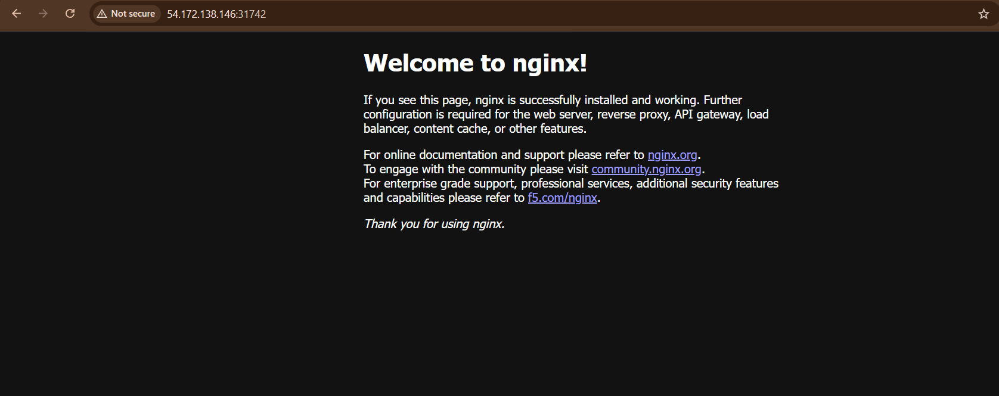 Not secure 54.172.138.146:31742
Welcome to nginx!
If you see this page, nginx is successfully installed and working. Further
configuration is required for the web server, reverse proxy, API gateway, load
balancer, content cache, or other features.
For online documentation and support please refer to nginx.org.
To engage with the community please visit community.nginx.org.
For enterprise grade support, professional services, additional security features
and capabilities please refer to f5.com/nginx.
Thank you for using nginx.